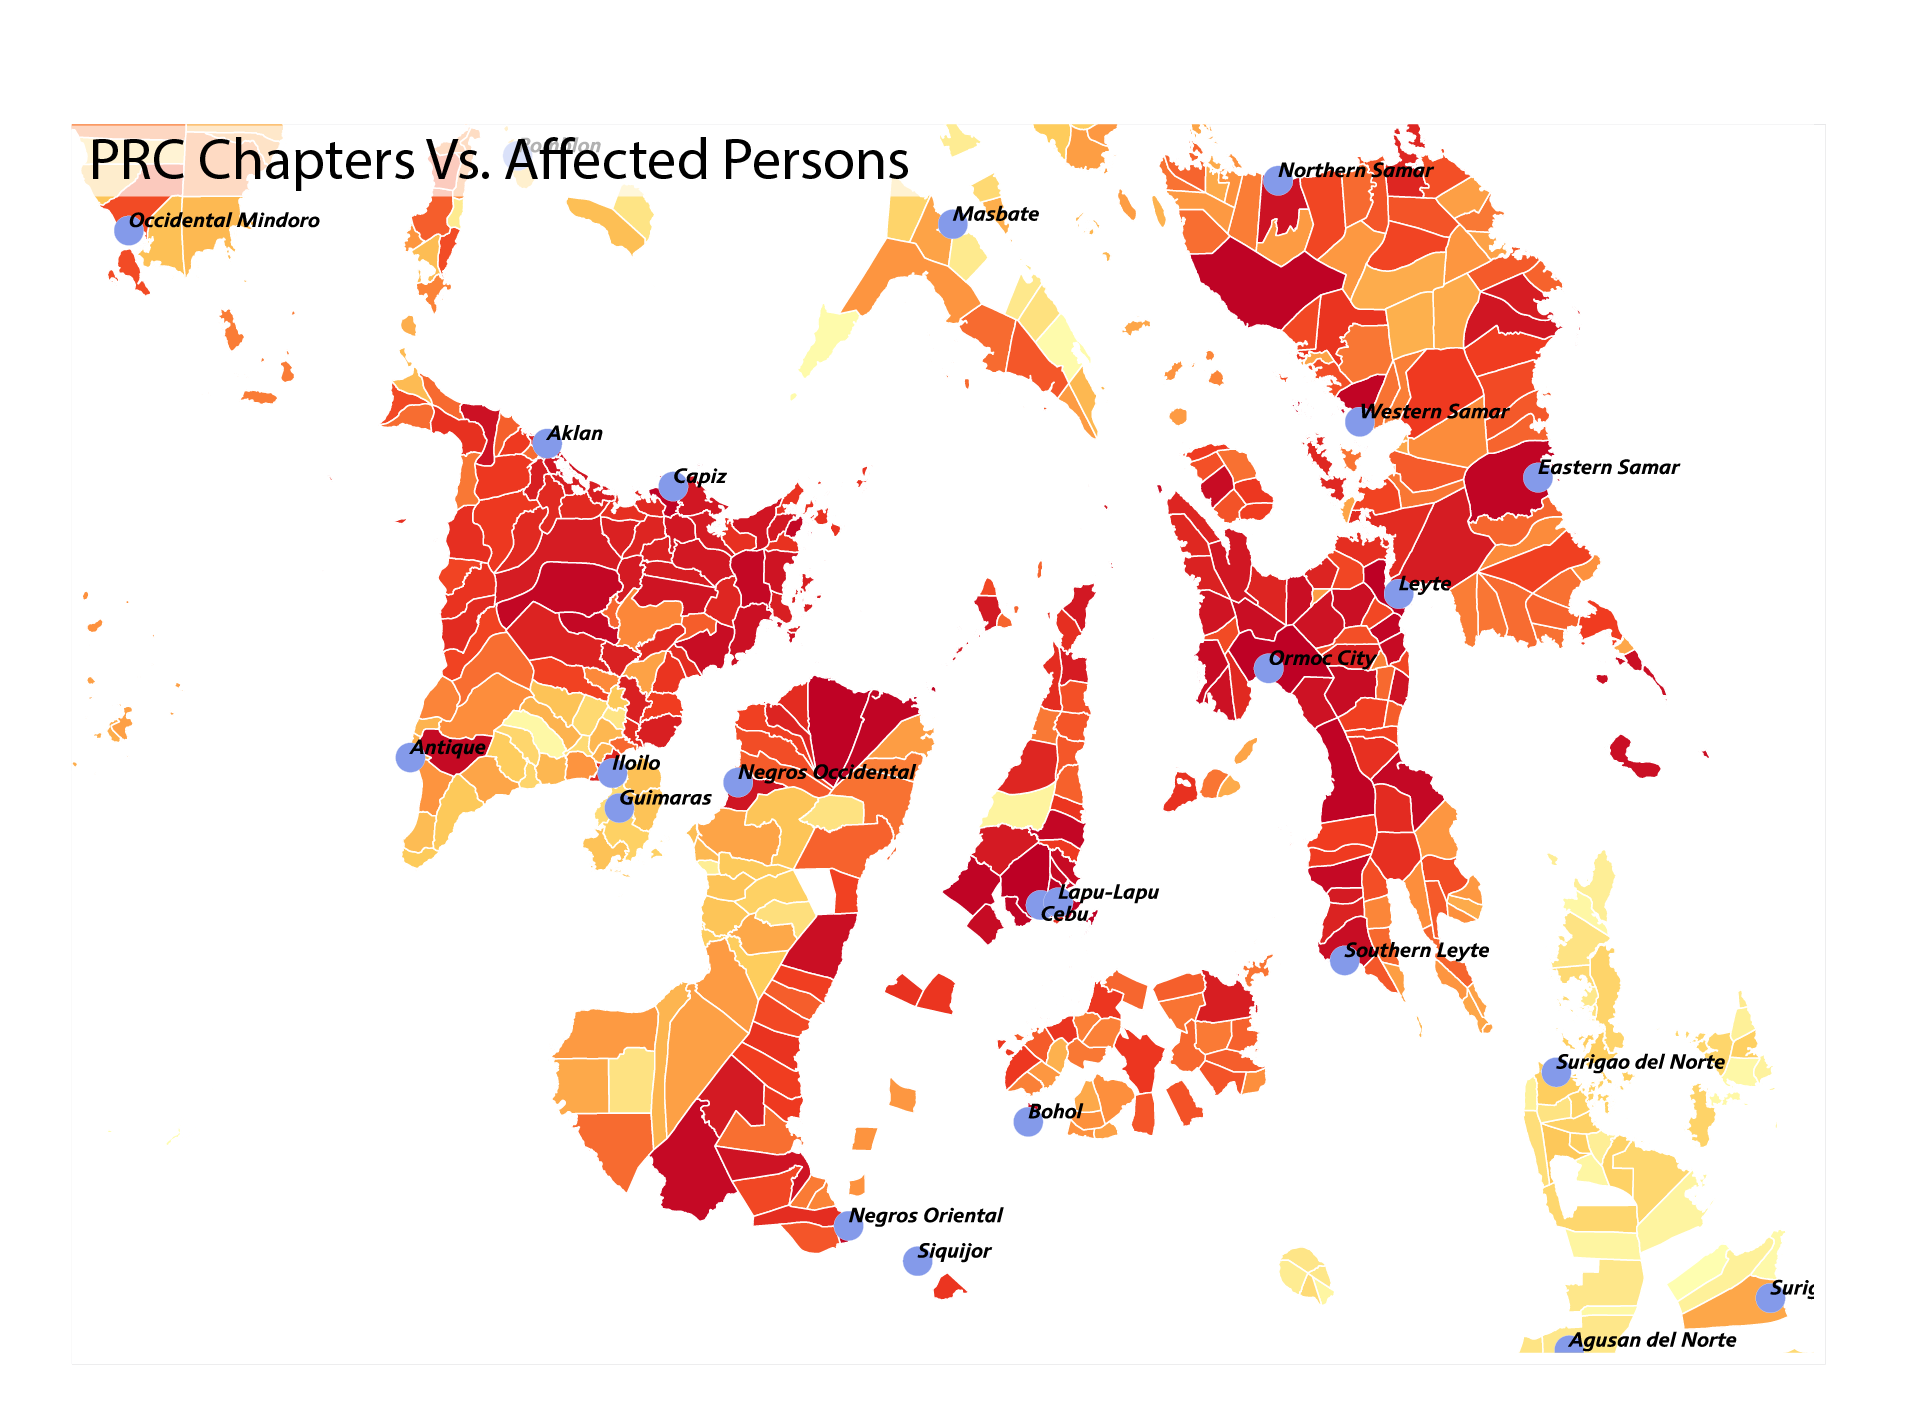 PRC Chapters Vs. Affected Persons
Romblon
Northern Samar
Occidental Mindoro
Masbate
Western Samar
Aklan
Eastern Samar
Capiz
Leyte
Ormoc City
Antique
Iloilo
Negros Occidental
Guimaras
Lapu-Lapu
Cebu
Southern Leyte
Surigao del Norte
Bohol
Negros Oriental
Siquijor
Surig
Agusan del Norte